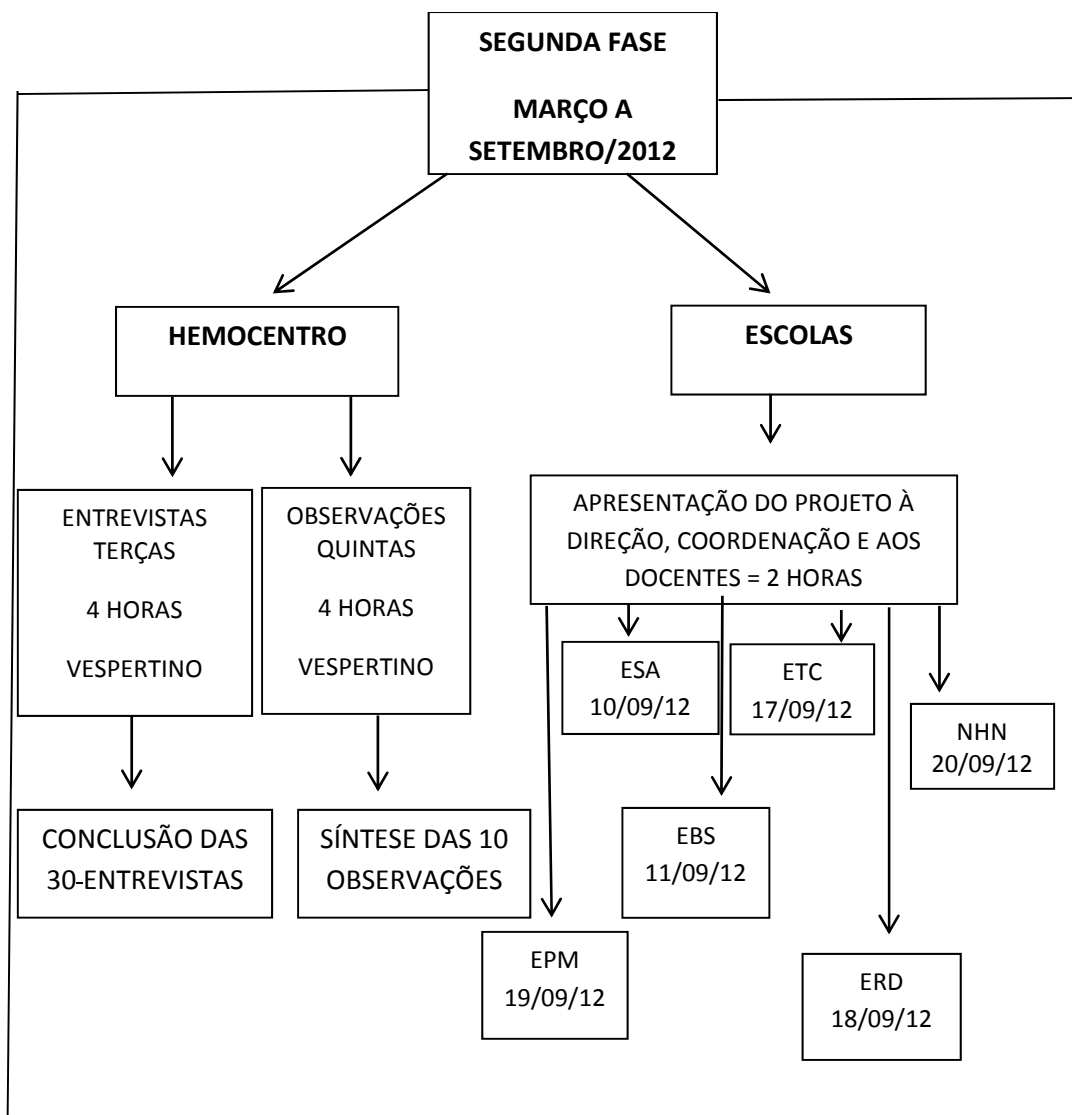 SEGUNDA FASE
MARÇO A
SETEMBRO/2012
HEMOCENTRO
ESCOLAS
ENTREVISTAS
TERÇAS
4 HORAS
VESPERTINO
OBSERVAÇÕES
QUINTAS
4 HORAS
VESPERTINO
APRESENTAÇÃO DO PROJETO À
DIREÇÃO, COORDENAÇÃO E AOS
DOCENTES = 2 HORAS
ESA
10/09/12
ETC
17/09/12
NHN
20/09/12
CONCLUSÃO DAS
30-ENTREVISTAS
SÍNTESE DAS 10
OBSERVAÇÕES
EBS
11/09/12
EPM
19/09/12
ERD
18/09/12